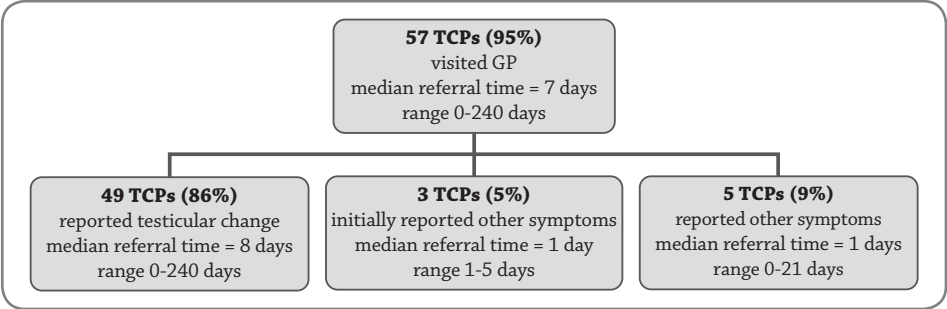 57 TCPs (95%)
visited GP
median referral time = 7 days
range 0-240 days
49 TCPs (86%)
reported testicular change
median referral time = 8 days
range 0-240 days
3 TCPs (5%)
initially reported other symptoms
median referral time = 1 day
range 1-5 days
5 TCPs (9%)
reported other symptoms
median referral time = 1 days
range 0-21 days